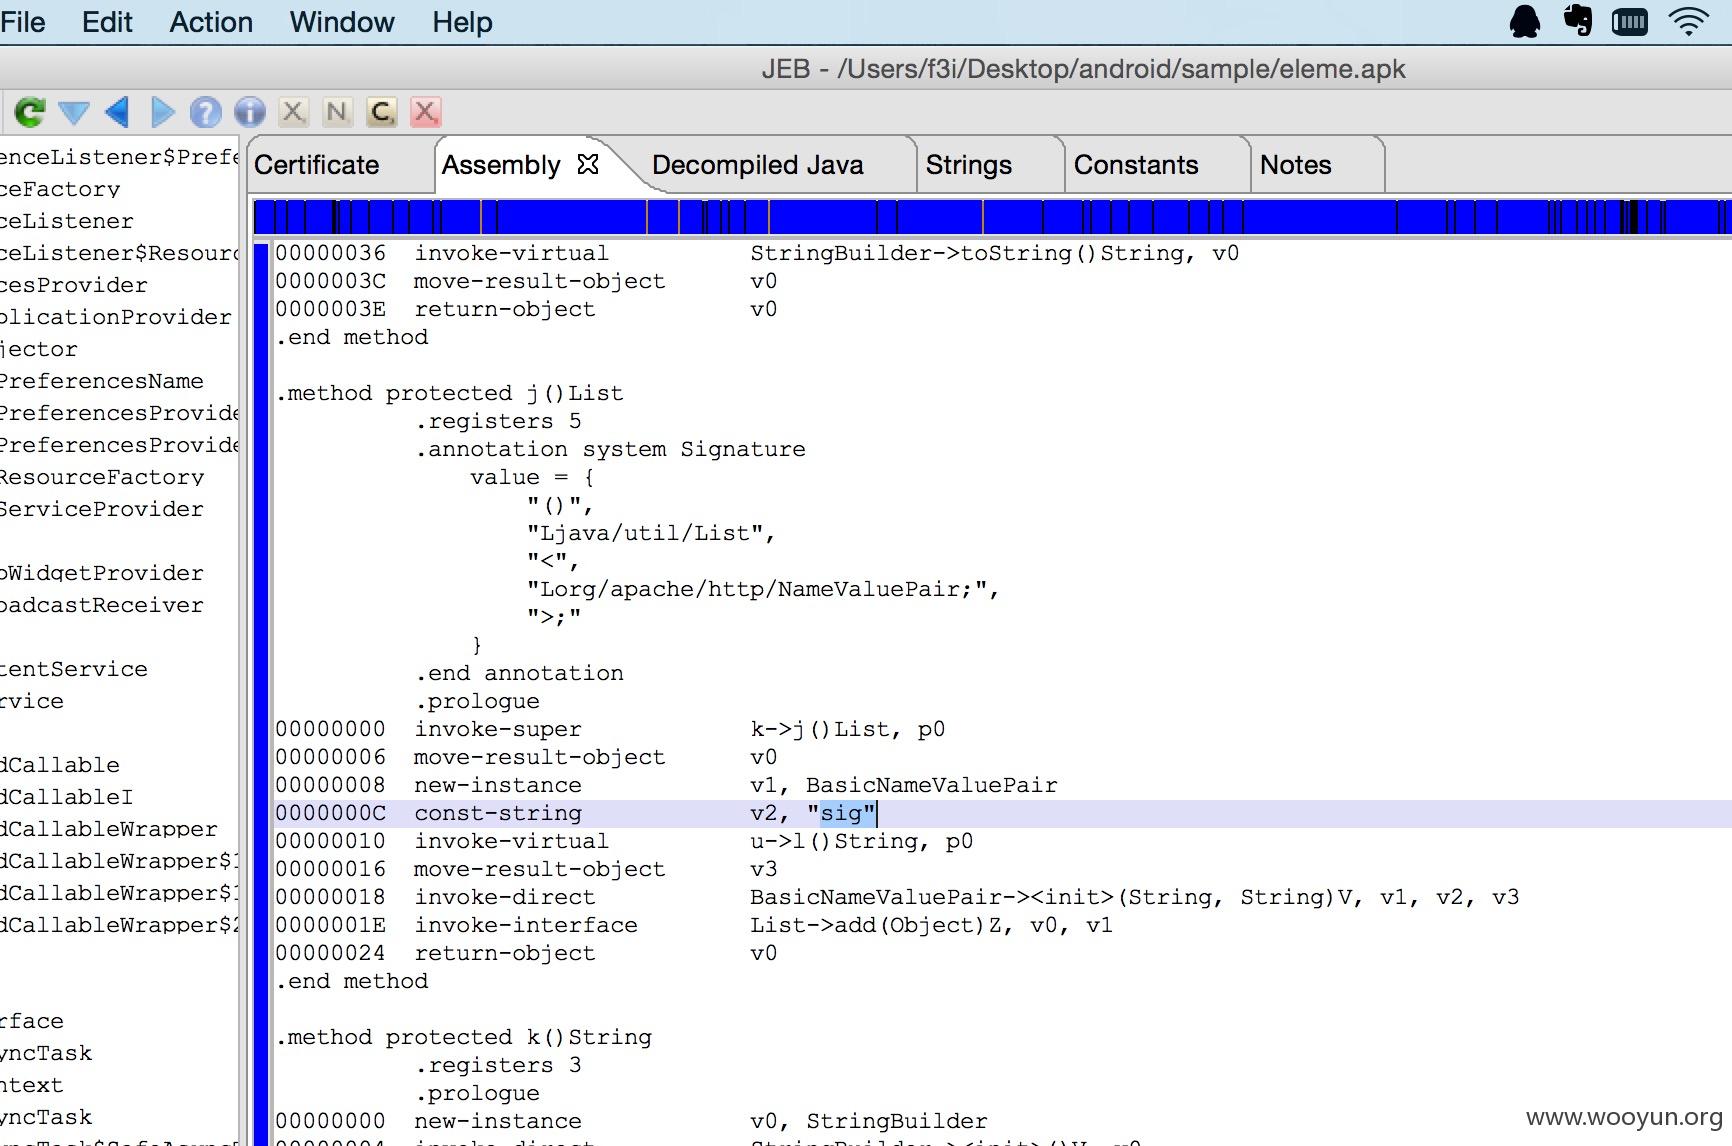 File Edit Action Window Help
JEB - /Users/f3i/Desktop/android/sample/eleme.apk
? i X N C X
Certificate Assembly Decompiled Java Strings Constants Notes
enceListener$Prefe
ceFactory
ceListener
ceListener$Resourc
cesProvider
plicationProvider
jector
PreferencesName
PreferencesProvide
PreferencesProvide
ResourceFactory
ServiceProvider
oWidgetProvider
oadcastReceiver
tentService
rvice
dCallable
dCallableI
dCallableWrapper
dCallableWrapper$1
dCallableWrapper$1
dCallableWrapper$2
rface
yncTask
ntext
yncTask
00000036 invoke-virtual StringBuilder->toString()String, v0
0000003C move-result-object v0
0000003E return-object v0
.end method
.method protected j()List
.registers 5
.annotation system Signature
value = {
"()",
"Ljava/util/List",
"<",
"Lorg/apache/http/NameValuePair;",
">;"
}
.end annotation
.prologue
00000000 invoke-super k->j()List, p0
00000006 move-result-object v0
00000008 new-instance v1, BasicNameValuePair
0000000C const-string v2, "sig"
00000010 invoke-virtual u->l()String, p0
00000016 move-result-object v3
00000018 invoke-direct BasicNameValuePair-><init>(String, String)V, v1, v2, v3
0000001E invoke-interface List->add(Object)Z, v0, v1
00000024 return-object v0
.end method
.method protected k()String
.registers 3
.prologue
00000000 new-instance v0, StringBuilder
00000004 invoke-direct StringBuilder-><init>()V, v0
www.wooyun.org